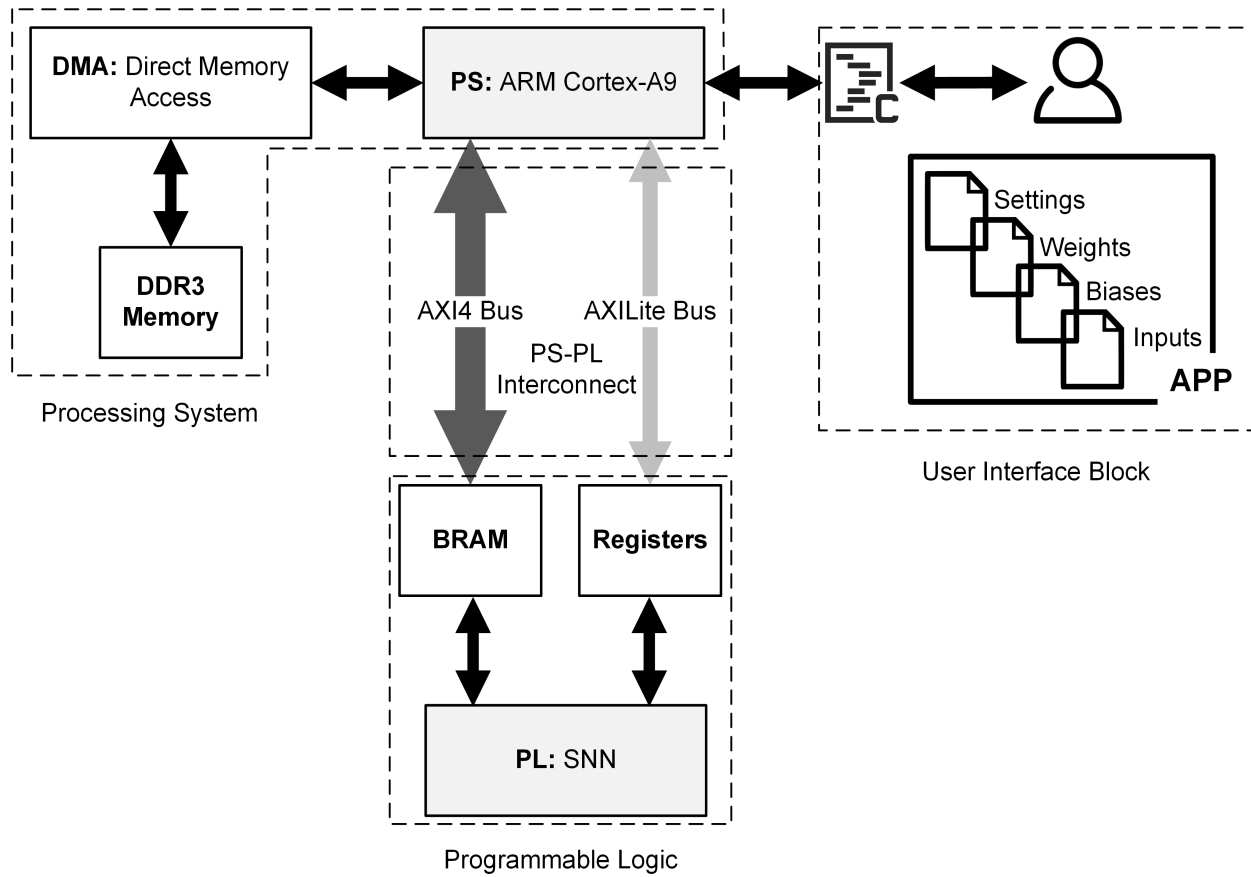 DMA: Direct Memory
Access
PS: ARM Cortex-A9
C
DDR3
Memory
Processing System
AXI4 Bus
AXILite Bus
PS-PL
Interconnect
Settings
Weights
Biases
Inputs
APP
User Interface Block
BRAM
Registers
PL: SNN
Programmable Logic